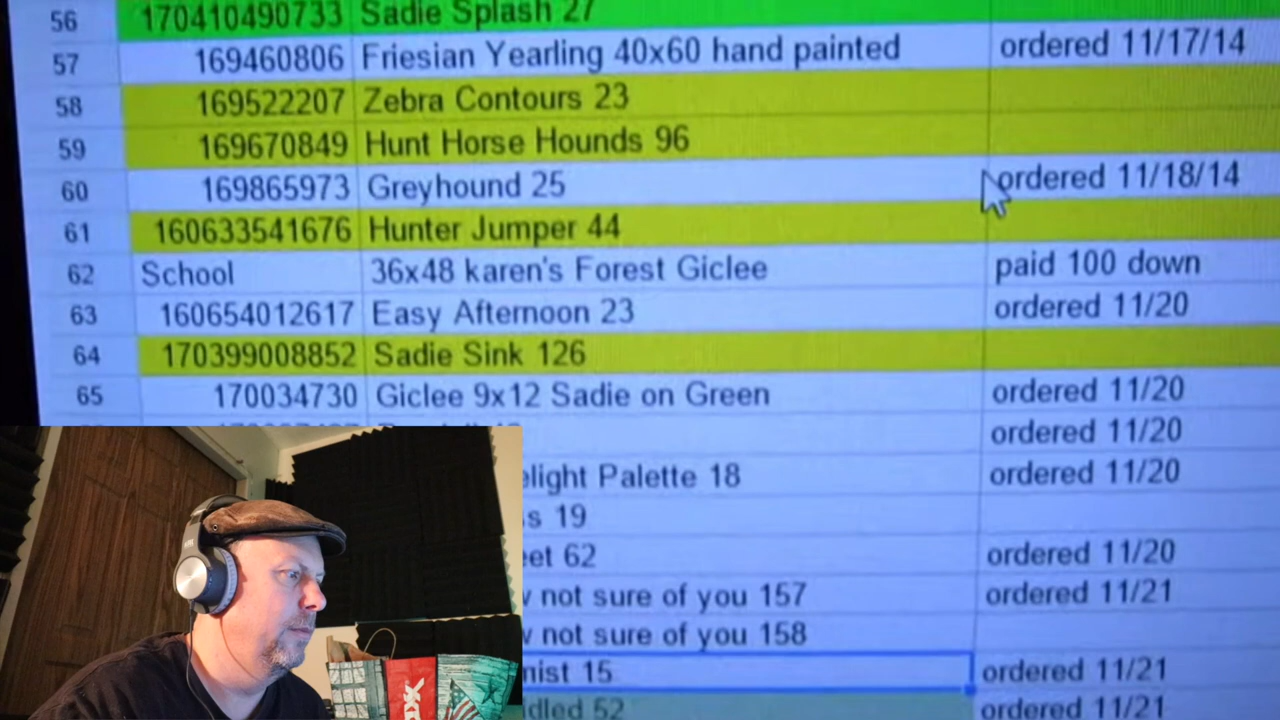 56 170410490733 Sadie Splash 27
57 169460806 Friesian Yearling 40x60 hand painted ordered 11/17/14
58 169522207 Zebra Contours 23
59 169670849 Hunt Horse Hounds 96
60 169865973 Greyhound 25 ordered 11/18/14
61 160633541676 Hunter Jumper 44
62 School 36x48 karen's Forest Giclee paid 100 down
63 160654012617 Easy Afternoon 23 ordered 11/20
64 170399008852 Sadie Sink 126
65 170034730 Giclee 9x12 Sadie on Green ordered 11/20
ordered 11/20
elight Palette 18 ordered 11/20
s 19
eet 62 ordered 11/20
not sure of you 157 ordered 11/21
not sure of you 158
mist 15 ordered 11/21
dled 52 ordered 11/21